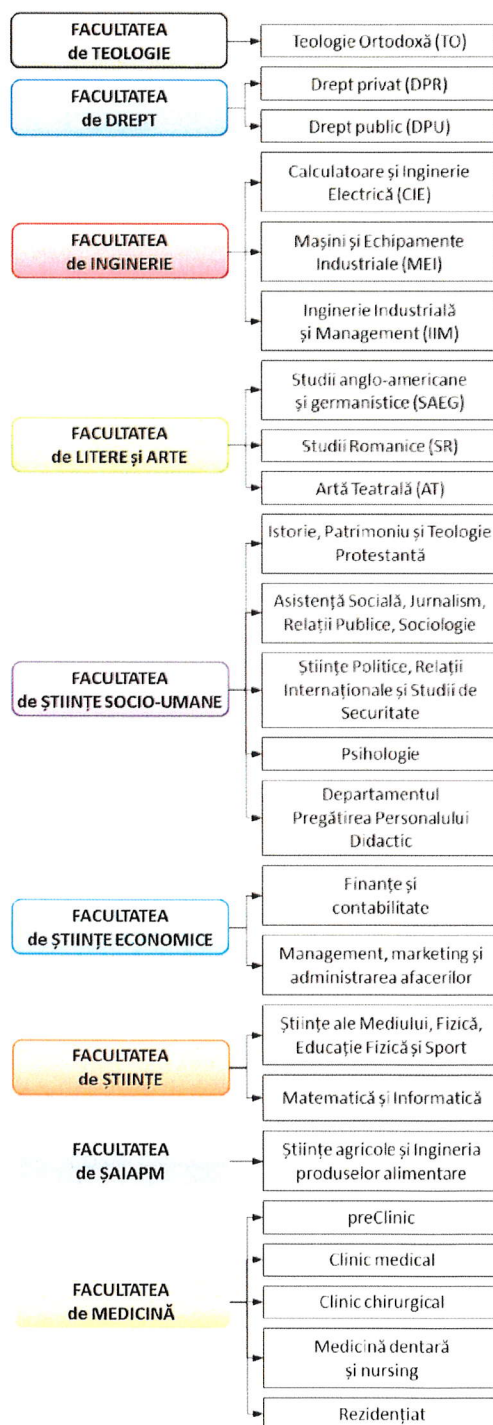 FACULTATEA
de TEOLOGIE
Teologie Ortodoxă (TO)
FACULTATEA
de DREPT
Drept privat (DPR)
Drept public (DPU)
FACULTATEA
de INGINERIE
Calculatoare și Inginerie
Electrică (CIE)
Mașini și Echipamente
Industriale (MEI)
Inginerie Industrială
și Management (IIM)
FACULTATEA
de LITERE și ARTE
Studii anglo-americane
și germanistice (SAEG)
Studii Romanice (SR)
Artă Teatrală (AT)
FACULTATEA
de ȘTIINȚE SOCIO-UMANE
Istorie, Patrimoniu și Teologie
Protestantă
Asistență Socială, Jurnalism,
Relații Publice, Sociologie
Științe Politice, Relații
Internaționale și Studii de
Securitate
Psihologie
Departamentul
Pregătirea Personalului
Didactic
FACULTATEA
de ȘTIINȚE ECONOMICE
Finanțe și
contabilitate
Management, marketing și
administrarea afacerilor
FACULTATEA
de ȘTIINȚE
Științe ale Mediului, Fizică,
Educație Fizică și Sport
Matematică și Informatică
FACULTATEA
de ȘAIAPM
Științe agricole și Ingineria
produselor alimentare
FACULTATEA
de MEDICINĂ
preClinic
Clinic medical
Clinic chirurgical
Medicină dentară
și nursing
Rezidențiat